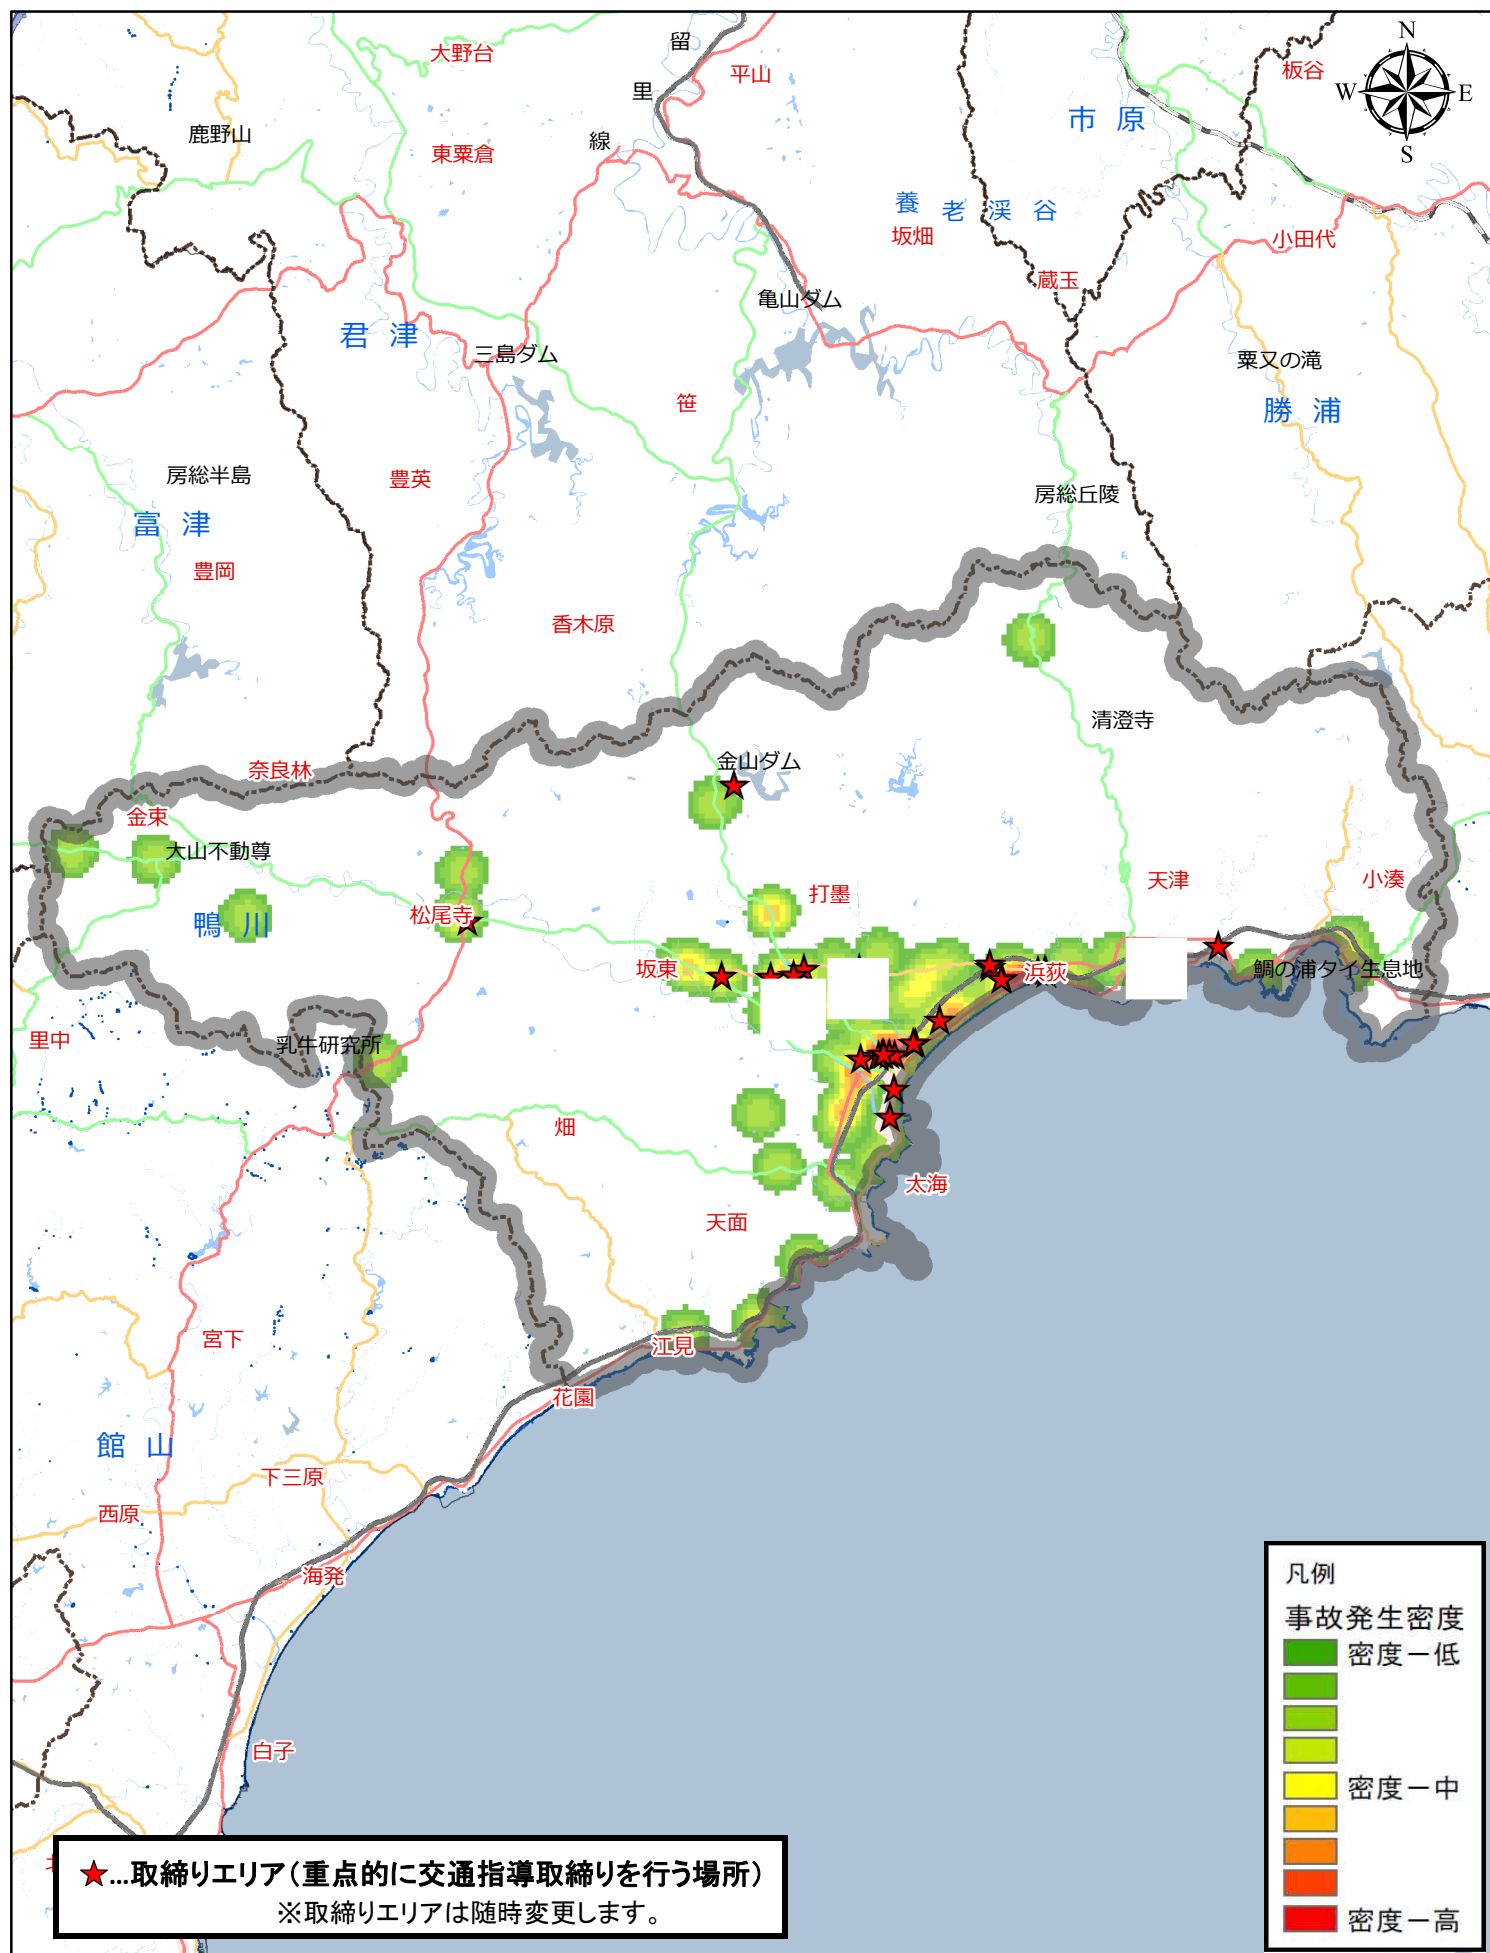 大野台
留
平山
N
板谷
W
E
里
市原
S
鹿野山
線
東粟倉
養老渓谷
坂畑
小田代
蔵玉
亀山ダム
君津
三島ダム
粟又の滝
笹
勝浦
房総半島
豊英
房総丘陵
富津
豊岡
香木原
清澄寺
金山ダム
奈良林
金束
大山不動尊
天津
小湊
打墨
鴨川
松尾寺
坂東
浜荻
鯛の浦タイ生息地
里中
乳牛研究所
畑
太海
天面
宮下
江見
花園
館山
下三原
西原
海発
白子
凡例
事故発生密度
密度－低
密度－中
密度－高
★...取締りエリア（重点的に交通指導取締りを行う場所）
※取締りエリアは随時変更します。